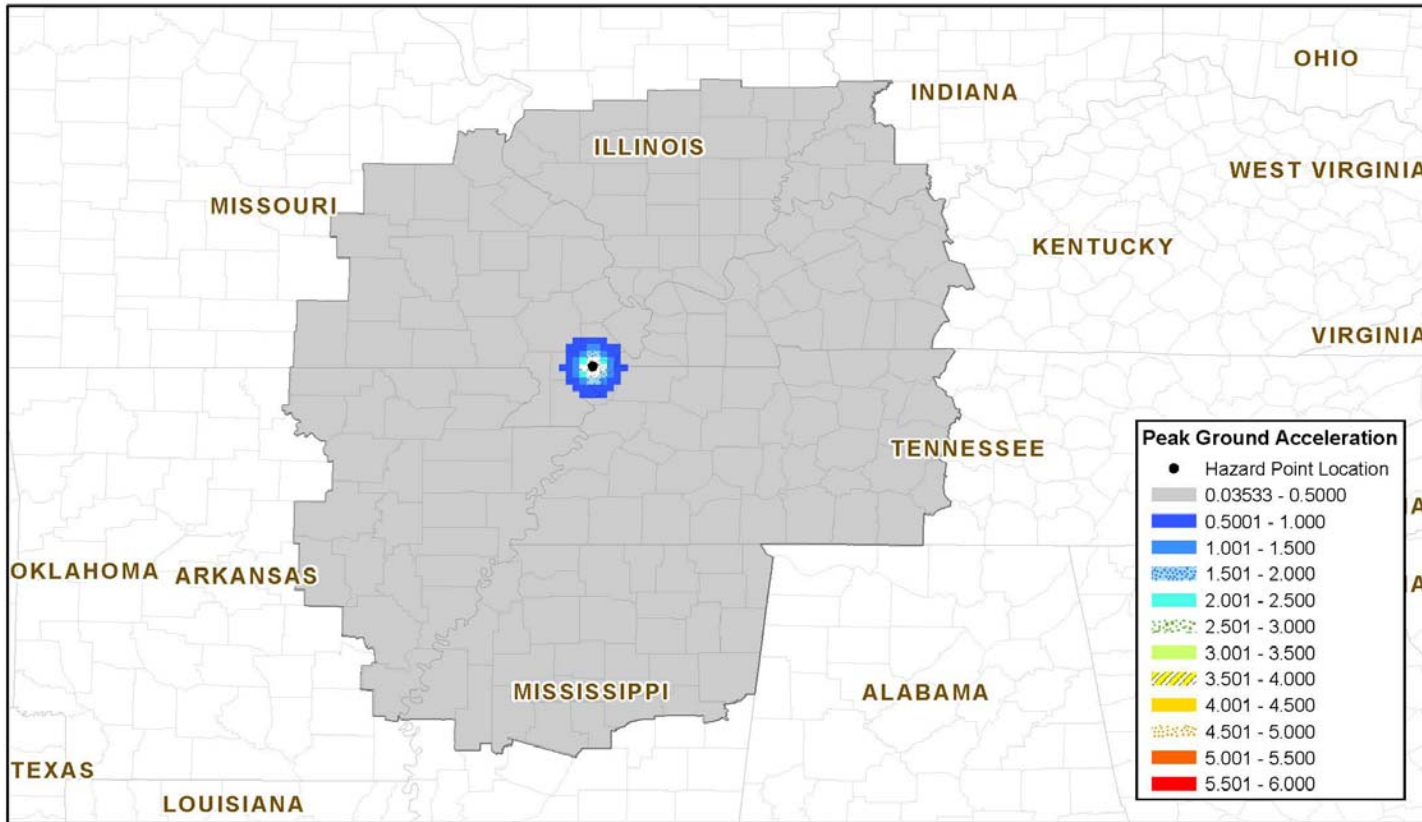 OHIO
INDIANA
ILLINOIS
WEST VIRGINIA
MISSOURI
KENTUCKY
VIRGINIA
TENNESSEE
OKLAHOMA
ARKANSAS
MISSISSIPPI
ALABAMA
TEXAS
LOUISIANA
Peak Ground Acceleration
Hazard Point Location
0.03533 - 0.5000
0.5001 - 1.000
1.001 - 1.500
1.501 - 2.000
2.001 - 2.500
2.501 - 3.000
3.001 - 3.500
3.501 - 4.000
4.001 - 4.500
4.501 - 5.000
5.001 - 5.500
5.501 - 6.000